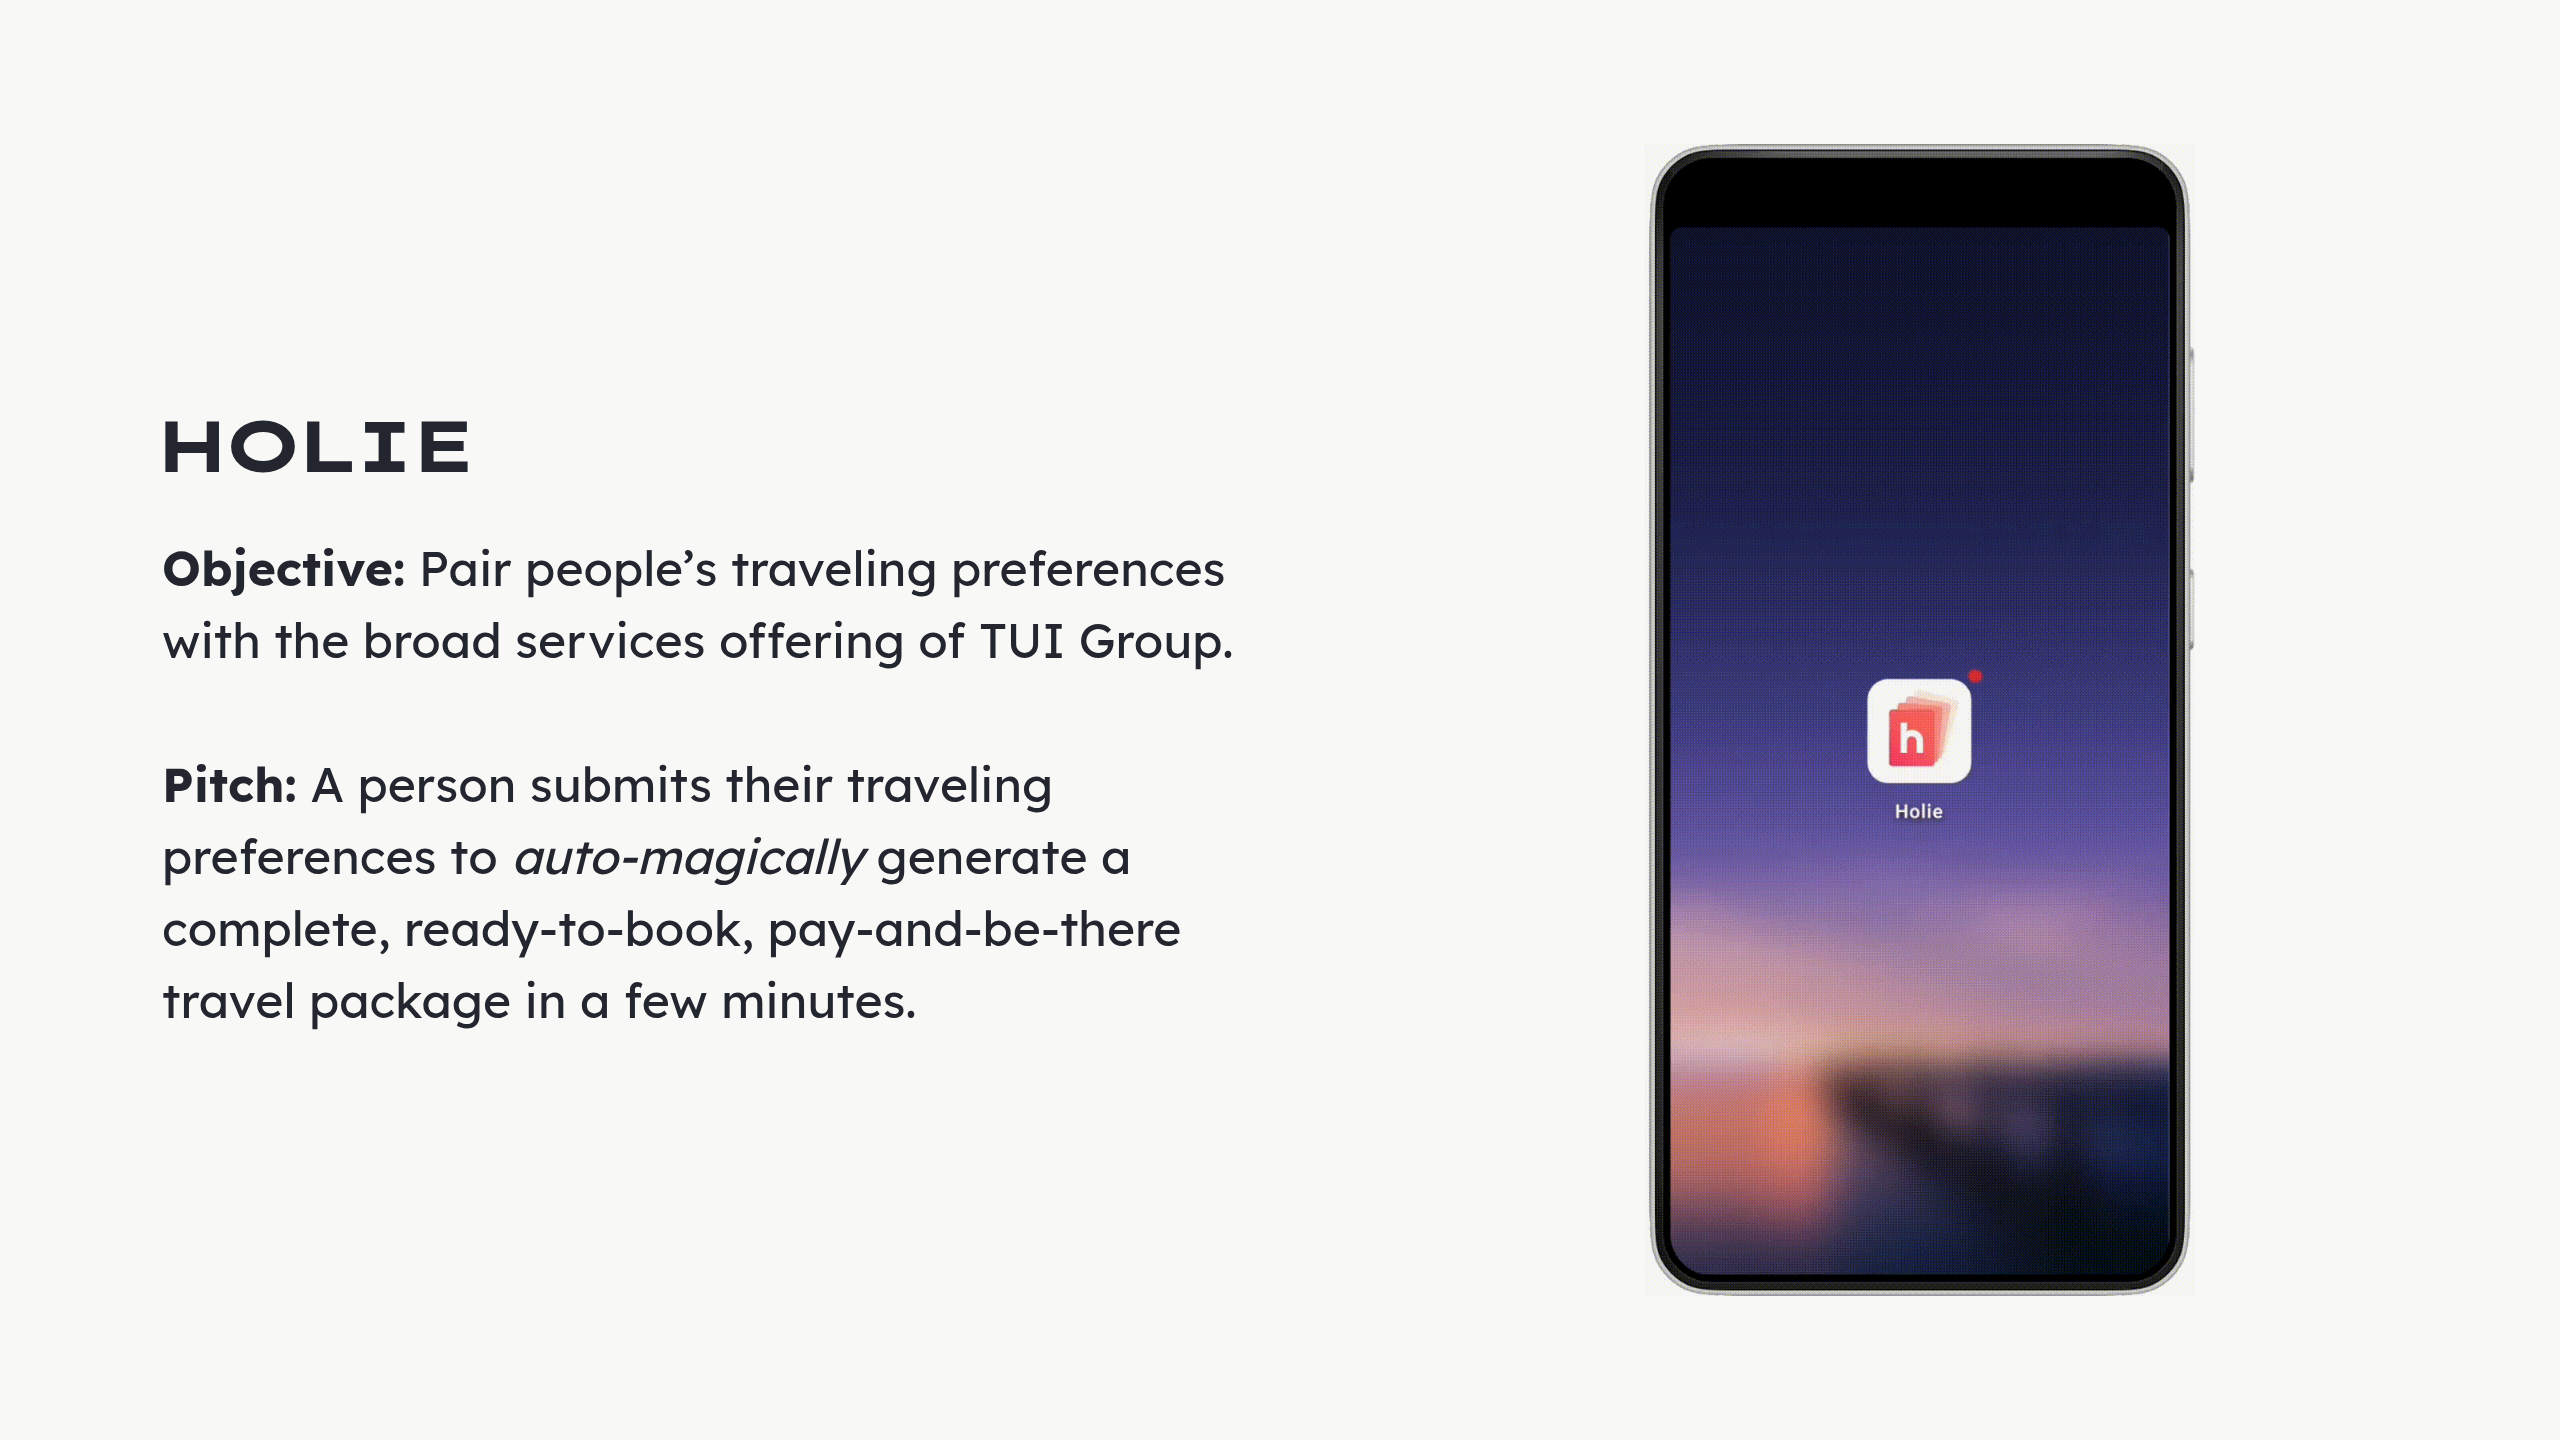 HOLIE
Objective: Pair people’s traveling preferences
with the broad services offering of TUI Group.
Pitch: A person submits their traveling
preferences to auto-magically generate a
complete, ready-to-book, pay-and-be-there
travel package in a few minutes.
h
Holie